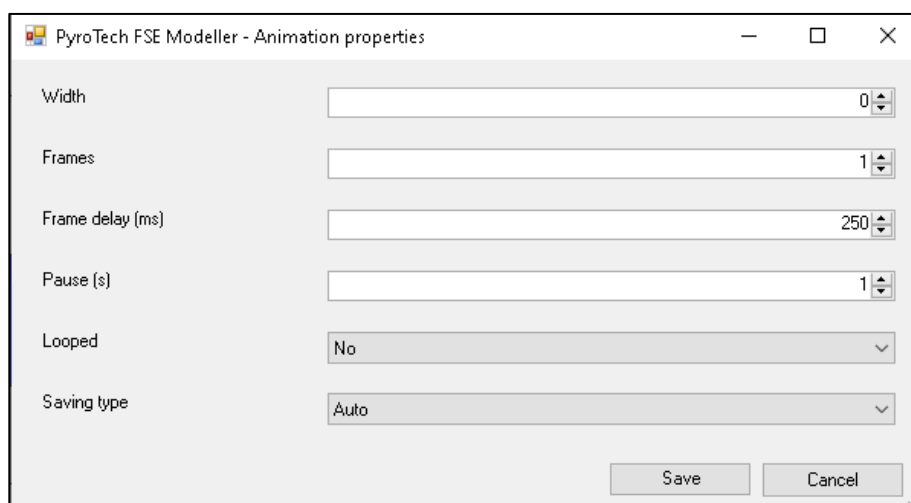 PyroTech FSE Modeller - Animation properties
Width 0
Frames 1
Frame delay (ms) 250
Pause (s) 1
Looped No
Saving type Auto
Save Cancel